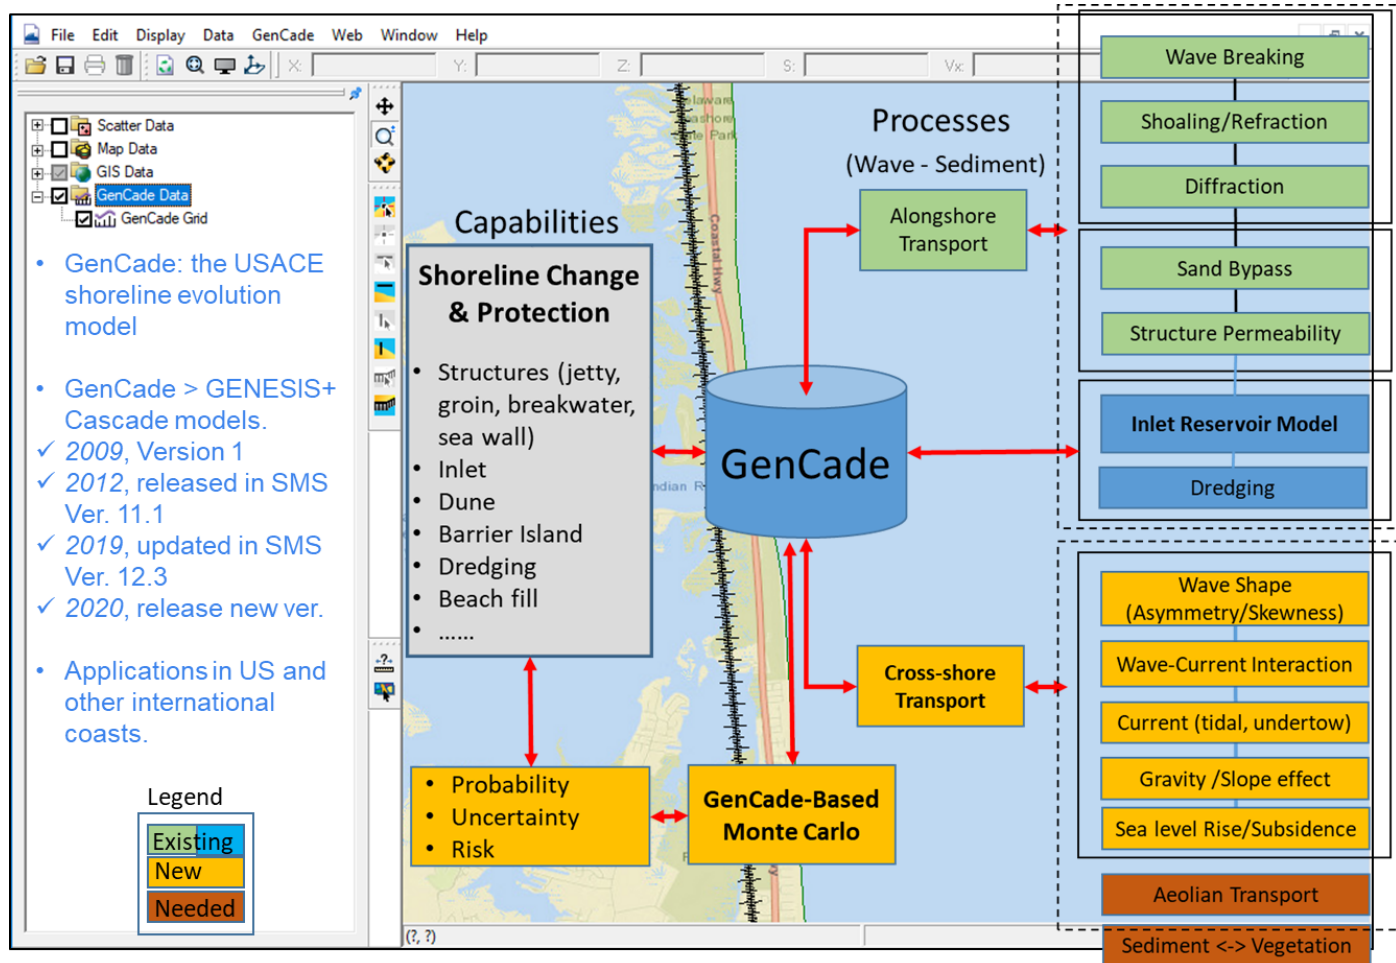 File Edit Display Data GenCade Web Window Help
X: Y: Z: S: Vx:
Scatter Data
Map Data
GIS Data
GenCade Data
GenCade Grid
• GenCade: the USACE
shoreline evolution
model
• GenCade > GENESIS+
Cascade models.
✓ 2009, Version 1
✓ 2012, released in SMS
Ver. 11.1
✓ 2019, updated in SMS
Ver. 12.3
✓ 2020, release new ver.
• Applications in US and
other international
coasts.
Legend
Existing
New
Needed
Capabilities
Shoreline Change
& Protection
• Structures (jetty,
groin, breakwater,
sea wall)
• Inlet
• Dune
• Barrier Island
• Dredging
• Beach fill
• ......
• Probability
• Uncertainty
• Risk
GenCade-Based
Monte Carlo
GenCade
Processes
(Wave - Sediment)
Alongshore
Transport
Cross-shore
Transport
elaware
ashore
Park
Coastal Hwy
ndian R
Wave Breaking
Shoaling/Refraction
Diffraction
Sand Bypass
Structure Permeability
Inlet Reservoir Model
Dredging
Wave Shape
(Asymmetry/Skewness)
Wave-Current Interaction
Current (tidal, undertow)
Gravity /Slope effect
Sea level Rise/Subsidence
Aeolian Transport
Sediment <-> Vegetation
(?, ?)